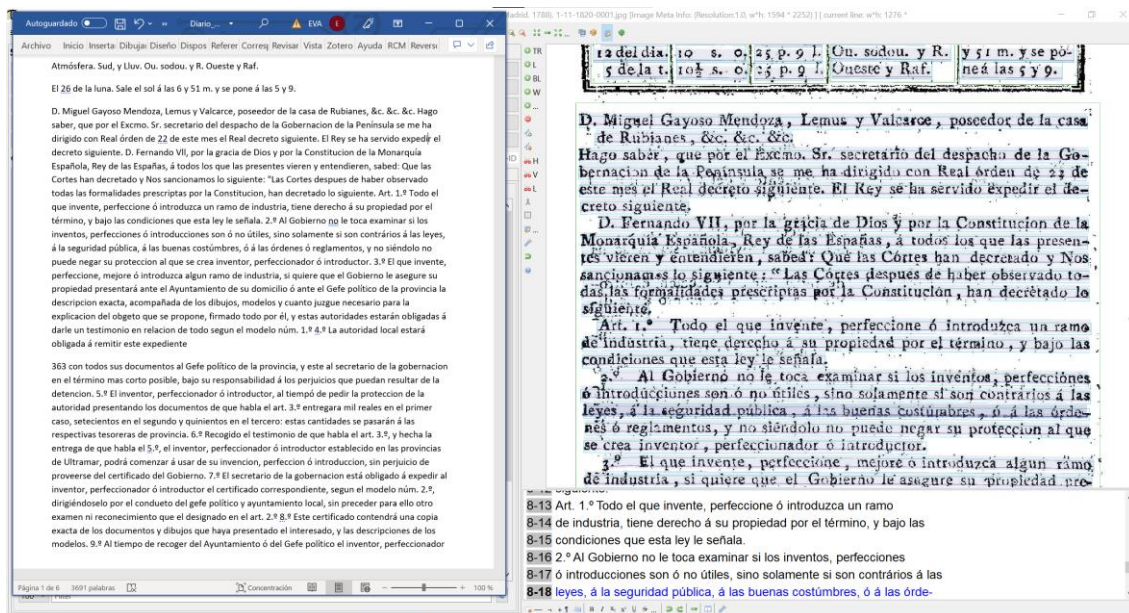 Autoguardado
Diario_...
EVA
I
Archivo Inicio Inserta Dibujar Diseño Dispos Referer Corresp Revisar Vista Zotero Ayuda RCM Reversi
Atmósfera. Sud, y Lluv. Ou. sodou. y R. Oueste y Raf.
El 26 de la luna. Sale el sol á las 6 y 51 m. y se pone á las 5 y 9.
D. Miguel Gayoso Mendoza, Lemus y Valcarce, poseedor de la casa de Rubianes, &c. &c. &c. Hago
saber, que por el Excmo. Sr. secretario del despacho de la Gobernacion de la Península se me ha
dirigido con Real órden de 22 de este mes el Real decreto siguiente. El Rey se ha servido expedir el
decreto siguiente. D. Fernando VII, por la gracia de Dios y por la Constitucion de la Monarquía
Española, Rey de las Españas, á todos los que las presentes vieren y entendieren, sabed: Que las
Cortes han decretado y Nos sancionamos lo siguiente: "Las Cortes despues de haber observado
todas las formalidades prescriptas por la Constitucion, han decretado lo siguiente. Art. 1.º Todo el
que invente, perfeccione ó introduzca un ramo de industria, tiene derecho á su propiedad por el
término, y bajo las condiciones que esta ley le señala. 2.º Al Gobierno no le toca examinar si los
inventos, perfecciones ó introducciones son ó no útiles, sino solamente si son contrários á las leyes,
á la seguridad pública, á las buenas costúmbres, ó á las órdenes ó reglamentos, y no siéndolo no
puede negar su proteccion al que se crea inventor, perfeccionador ó introductor. 3.º El que invente,
perfeccione, mejore ó introduzca algun ramo de industria, si quiere que el Gobierno le asegure su
propiedad presentará ante el Ayuntamiento de su domicilio ó ante el Gefe político de la provincia la
descripcion exacta, acompañada de los dibujos, modelos y cuanto juzgue necesario para la
explicacion del obgeto que se propone, firmado todo por él, y estas autoridades estarán obligadas á
darle un testimonio en relacion de todo segun el modelo núm. 1.º 4.º La autoridad local estará
obligada á remitir este expediente
363 con todos sus documentos al Gefe político de la provincia, y este al secretario de la gobernacion
en el término mas corto posible, bajo su responsabilidad á los perjuicios que puedan resultar de la
detencion. 5.º El inventor, perfeccionador ó introductor, al tiempó de pedir la proteccion de la
autoridad presentando los documentos de que habla el art. 3.º entregara mil reales en el primer
caso, setecientos en el segundo y quinientos en el tercero: estas cantidades se pasarán á las
respectivas tesoreras de provincia. 6.º Recogido el testimonio de que habla el art. 3.º, y hecha la
entrega de que habla el 5.º, el inventor, perfeccionador ó introductor establecido en las provincias
de Ultramar, podrá comenzar á usar de su invencion, perfeccion ó introduccion, sin perjuicio de
proveerse del certificado del Gobierno. 7.º El secretario de la gobernacion está obligado á expedir al
inventor, perfeccionador ó introductor el certificado correspondiente, segun el modelo núm. 2.º,
dirigiéndoselo por el condueto del gefe político y ayuntamiento local, sin preceder para ello otro
examen ni reconocimiento que el designado en el art. 2.º 8.º Este certificado contendrá una copia
exacta de los documentos y dibujos que haya presentado el interesado, y las descripciones de los
modelos. 9.º Al tiempo de recoger del Ayuntamiento ó del Gefe político el inventor, perfeccionador
Página 1 de 6 3691 palabras Concentración 100 %
Madrid. 1788). 1-11-1820-0001.jpg [Image Meta Info: (Resolution:1.0, w*h: 1594 * 2252) ] [ current line: w*h: 1276 *
TR
L
BL
W
H
V
L
12 del dia. 10 s. 0. 25 p. 9 l. Ou. sodou. y R. y 51 m. y se po-
5 de la t. 10½ s. 0. 25 p. 9 l. Oueste y Raf. neá las 5 y 9.
D. Miguel Gayoso Mendoza, Lemus y Valcarce, poseedor de la casa
de Rubianes, &c. &c. &c.
Hago saber, que por el Excmo. Sr. secretario del despacho de la Go-
bernacion de la Península se me ha dirigido con Real órden de 22 de
este mes el Real decreto siguiente. El Rey se ha servido expedir el de-
creto siguiente.
D. Fernando VII, por la gracia de Dios y por la Constitucion de la
Monarquía Española, Rey de las Españas, á todos los que las presen-
tes vieren y entendieren, sabed: Que las Córtes han decretado y Nos
sancionamos lo siguiente: "Las Córtes despues de haber observado to-
das las formalidades prescriptas por la Constitucion, han decretado lo
siguiente.
Art. 1.º Todo el que invente, perfeccione ó introduzca un ramo
de industria, tiene derecho á su propiedad por el término, y bajo las
condiciones que esta ley le señala.
2.º Al Gobierno no le toca examinar si los inventos, perfecciónes
ó introducciones son ó no útiles, sino solamente si son contrarios á las
leyes, á la seguridad pública, á las buenas costúmbres, ó á las órde-
nes ó reglamentos, y no siéndolo no puede negar su proteccion al que
se crea inventor, perfeccionador ó introductor.
3.º El que invente, perfeccione, mejore ó introduzca algun ramo
de industria, si quiere que el Gobierno le asegure su propiedad pre-
8-12 siguiente.
8-13 Art. 1.º Todo el que invente, perfeccione ó introduzca un ramo
8-14 de industria, tiene derecho á su propiedad por el término, y bajo las
8-15 condiciones que esta ley le señala.
8-16 2.º Al Gobierno no le toca examinar si los inventos, perfecciones
8-17 ó introducciones son ó no útiles, sino solamente si son contrários á las
8-18 leyes, á la seguridad pública, á las buenas costúmbres, ó á las órde-